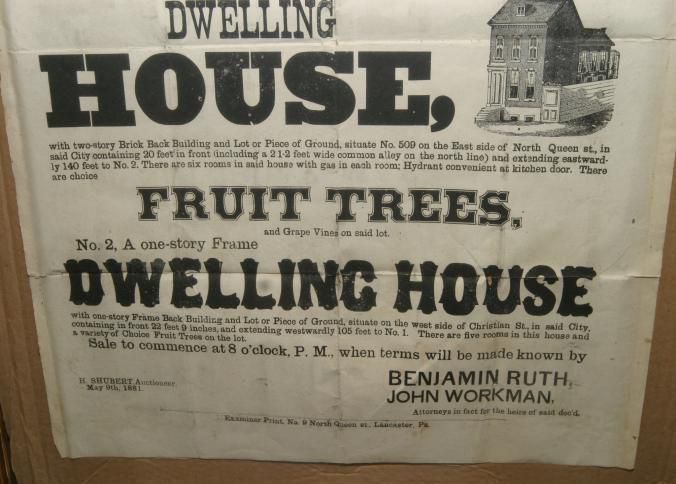 DWELLING
HOUSE,
with two-story Brick Back Building and Lot or Piece of Ground, situate No. 509 on the East side of North Queen st., in
said City containing 20 feet in front (including a 2 1-2 feet wide common alley on the north line) and extending eastward-
ly 140 feet to No. 2. There are six rooms in said house with gas in each room; Hydrant convenient at kitchen door. There
are choice
FRUIT TREES,
and Grape Vines on said lot.
No. 2, A one-story Frame
DWELLING HOUSE
with one-story Frame Back Building and Lot or Piece of Ground, situate on the west side of Christian St., in said City,
containing in front 22 feet 9 inches, and extending westwardly 105 feet to No. 1. There are five rooms in this house and
a variety of Choice Fruit Trees on the lot.
Sale to commence at 8 o'clock, P. M., when terms will be made known by
BENJAMIN RUTH,
JOHN WORKMAN,
H. SHUBERT, Auctioneer.
May 9th, 1881.
Attorneys in fact for the heirs of said dec'd.
Examiner Print, No. 9 North Queen st., Lancaster, Pa.